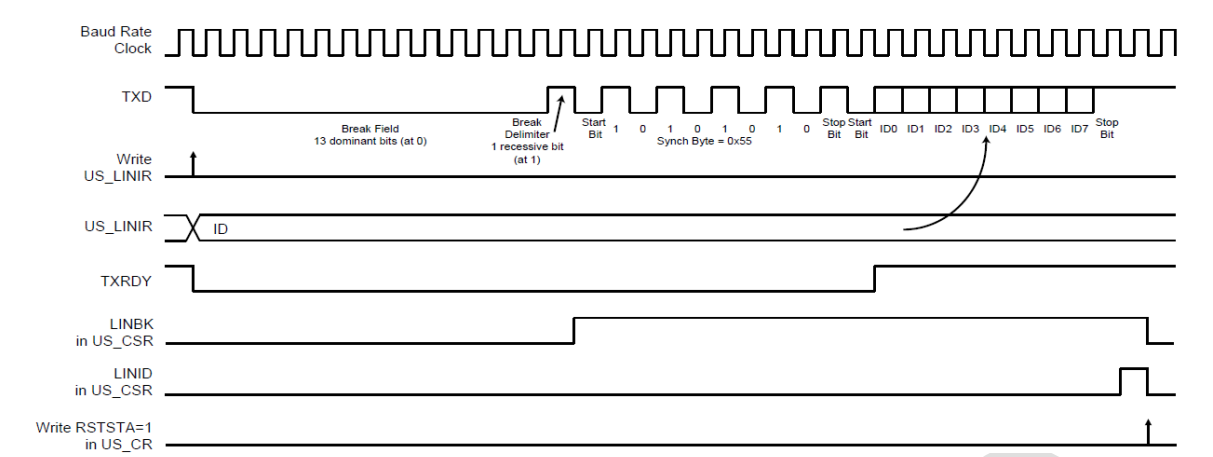 Baud Rate
Clock
TXD
Break Field
13 dominant bits (at 0)
Break
Delimiter
1 recessive bit
(at 1)
Start
Bit
1 0 1 0 1 0 1 0
Synch Byte = 0x55
Stop
Bit
Start
Bit
ID0 ID1 ID2 ID3 ID4 ID5 ID6 ID7
Stop
Bit
Write
US_LINIR
US_LINIR
ID
TXRDY
LINBK
in US_CSR
LINID
in US_CSR
Write RSTSTA=1
in US_CR